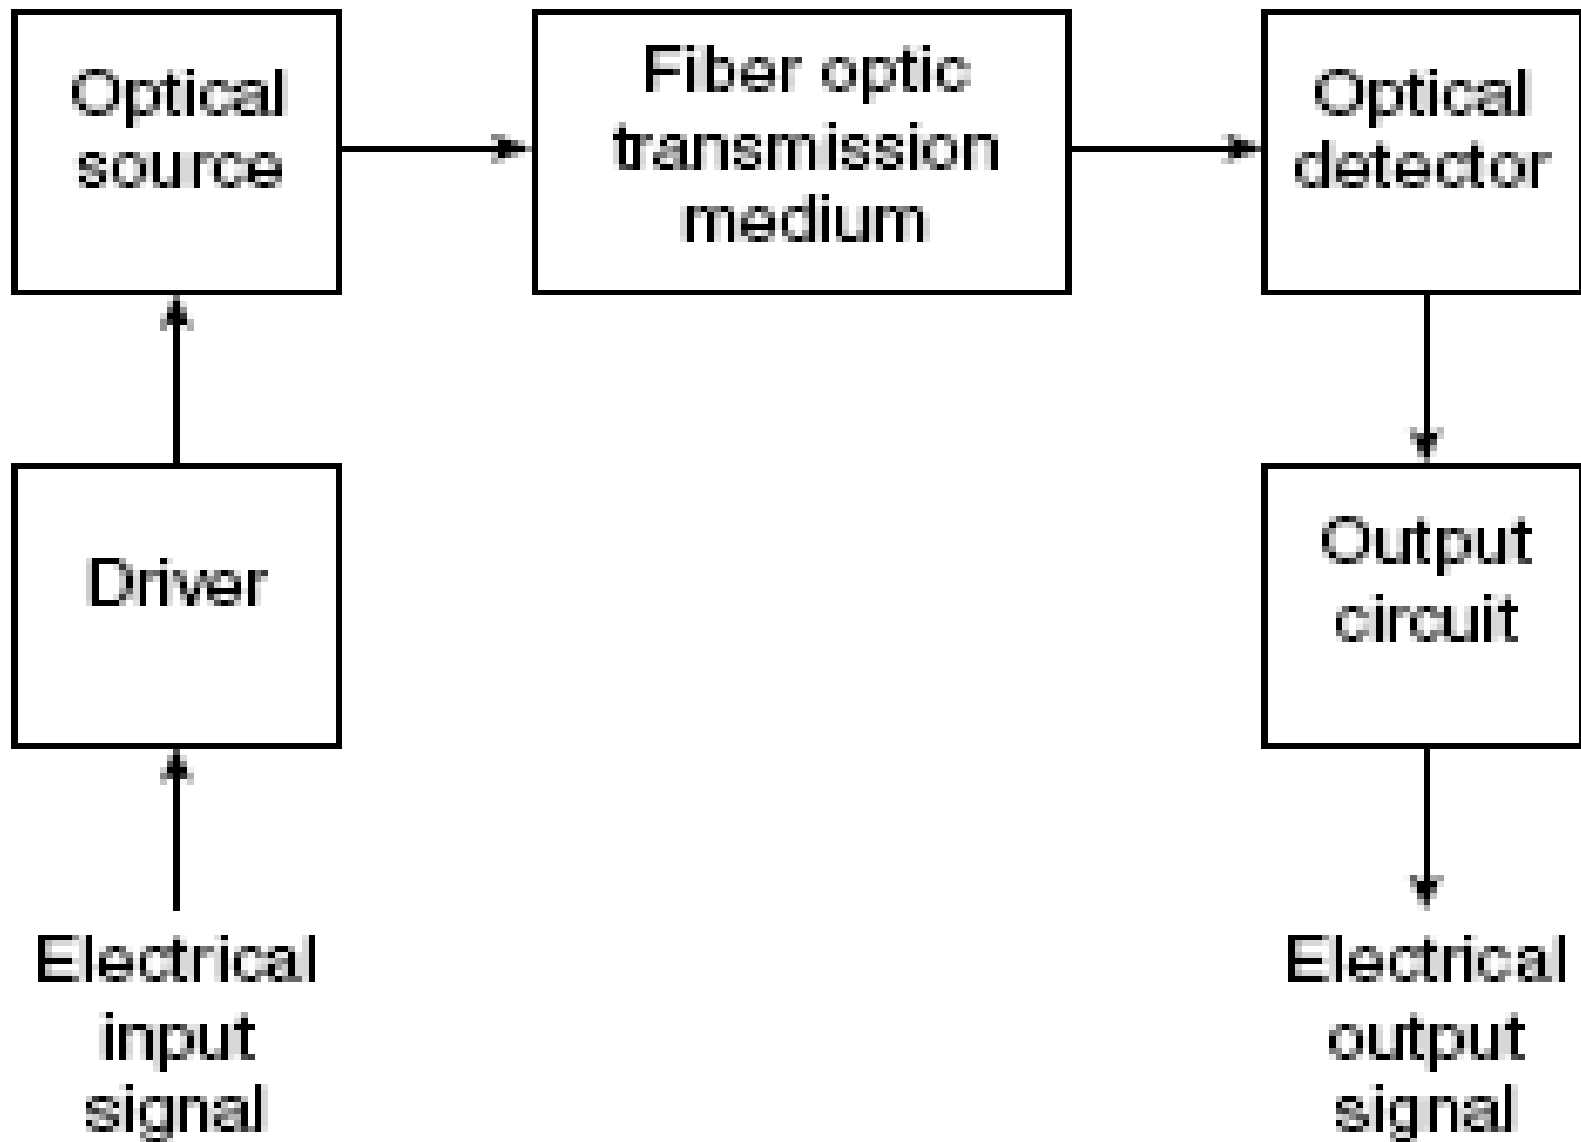 Optical
source
Fiber optic
transmission
medium
Optical
detector
Driver
Output
circuit
Electrical
input
signal
Electrical
output
signal